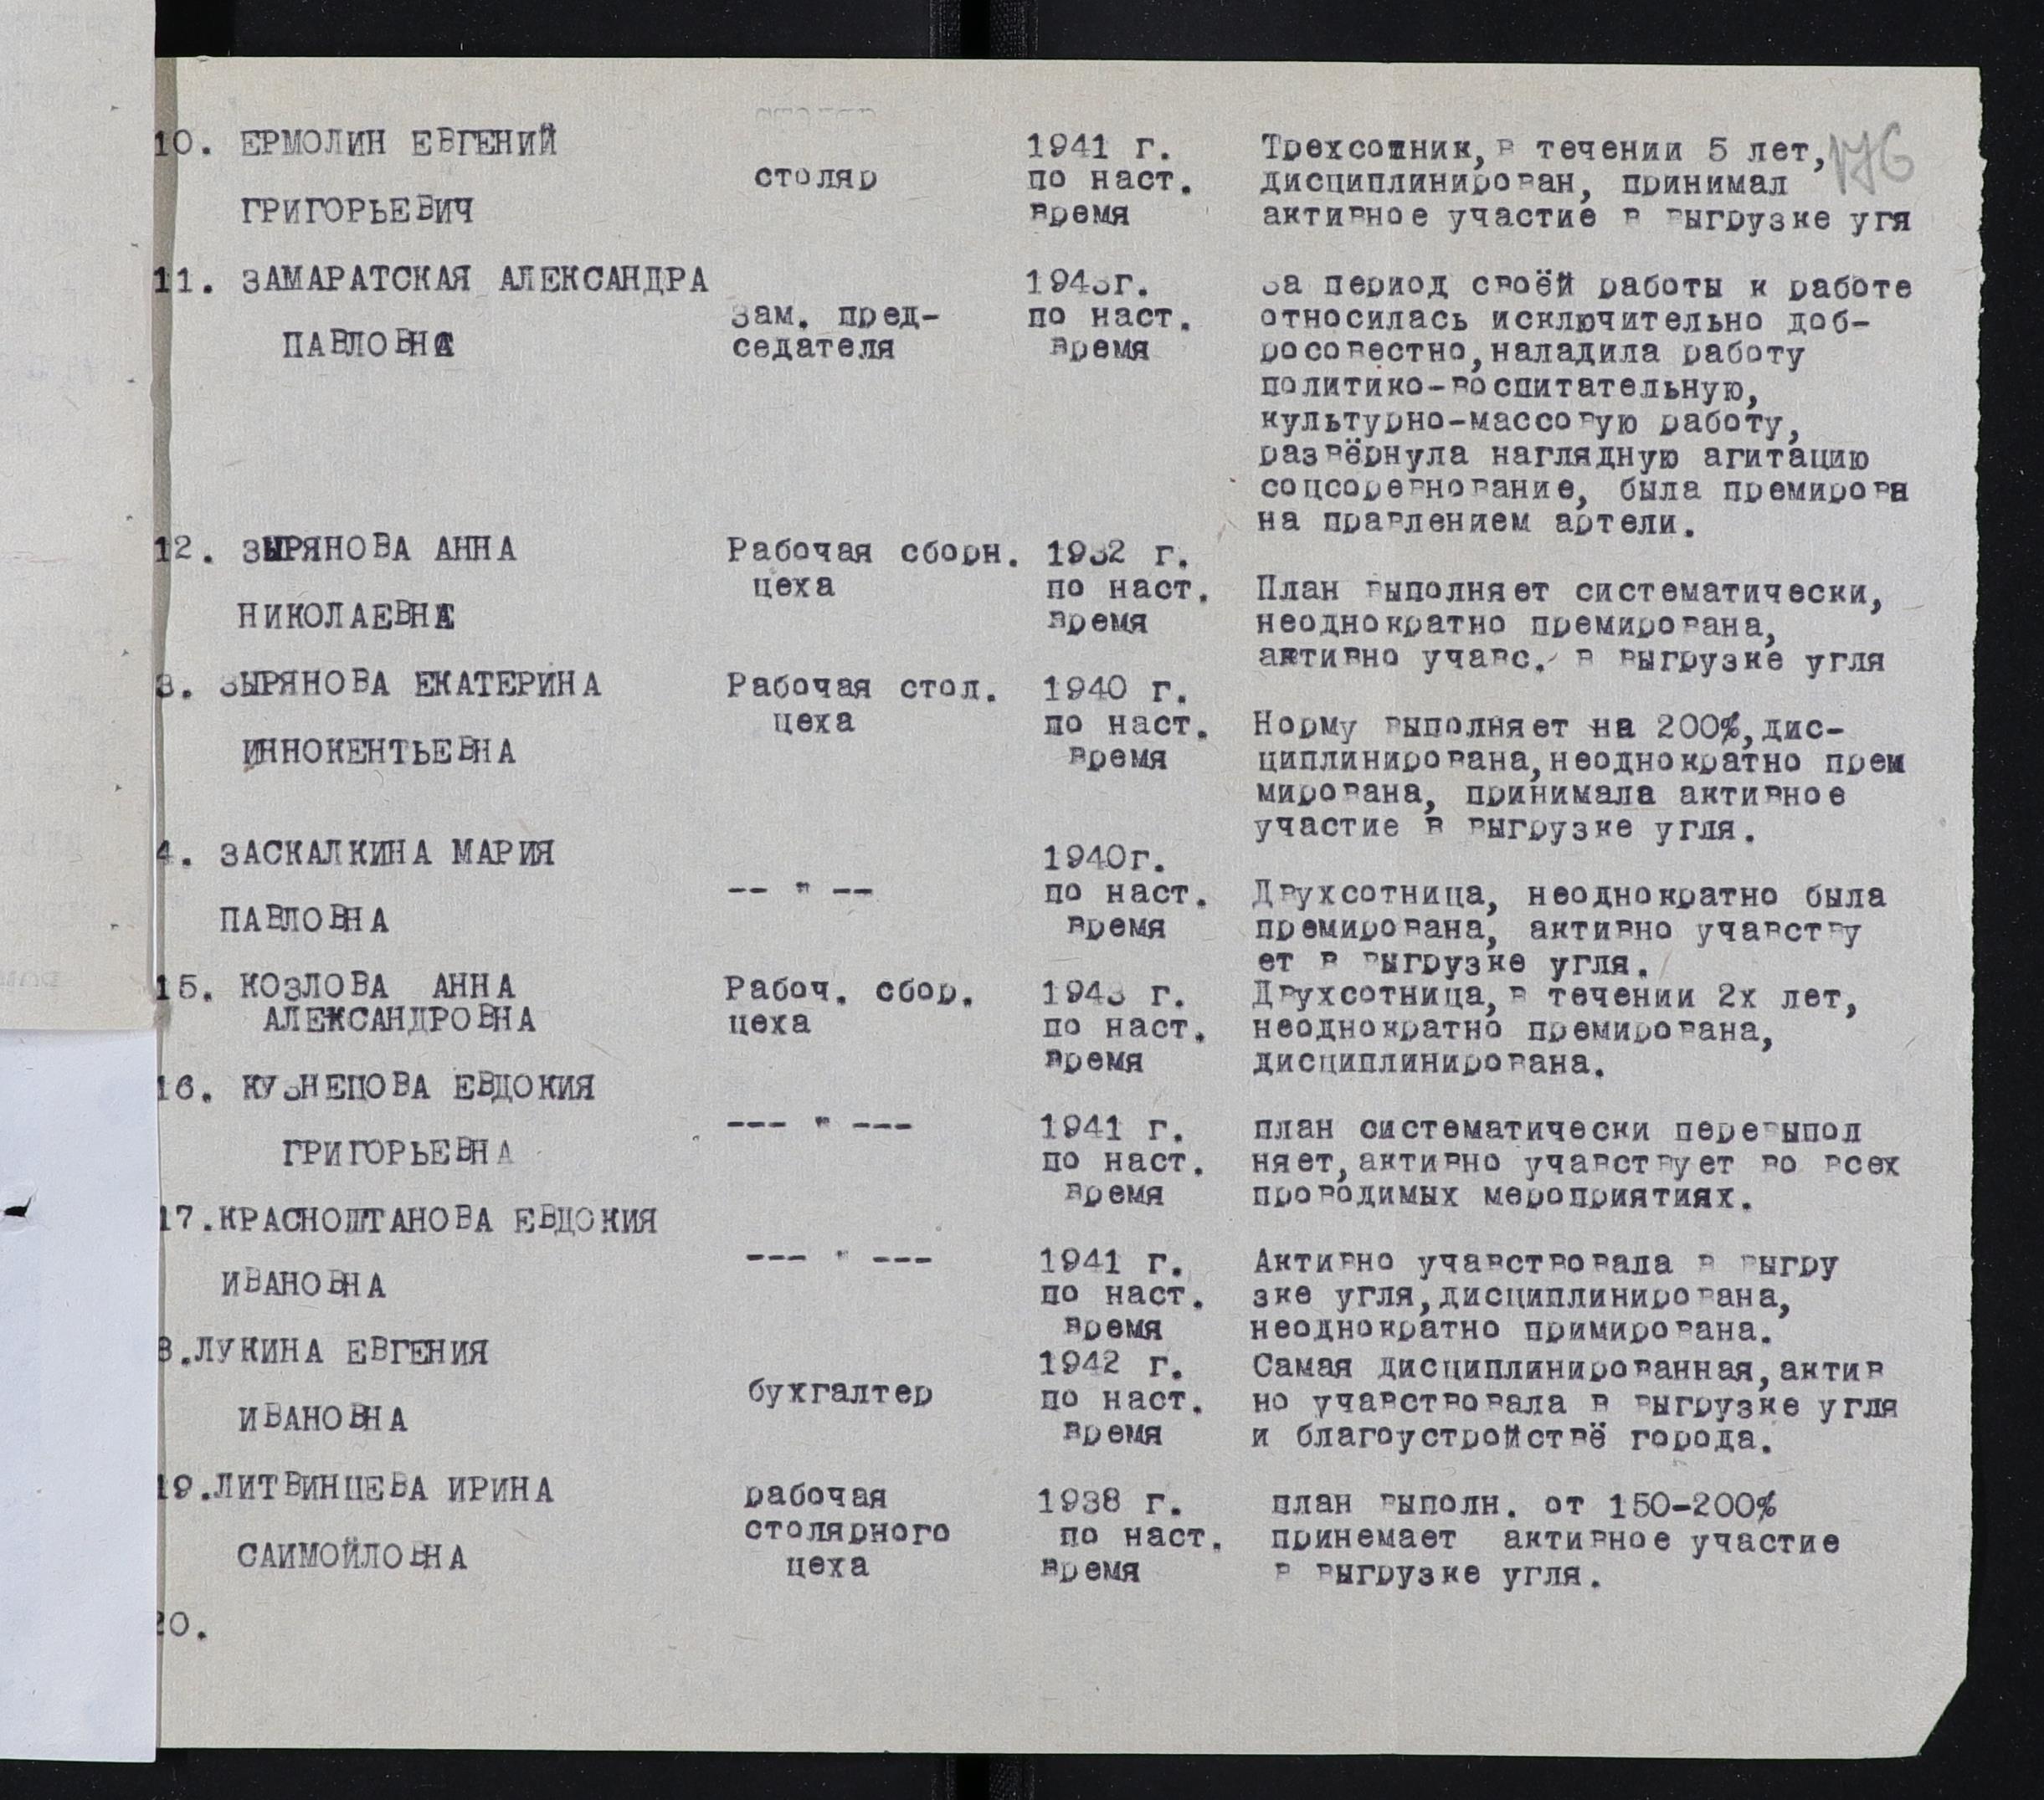 176
10. ЕРМОЛИН ЕВГЕНИЙ
ГРИГОРЬЕВИЧ
столяр
1941 г.
по наст.
время
Трехсотник, в течении 5 лет,
дисциплинирован, принимал
активное участие в выгрузке угя
11. ЗАМАРАТСКАЯ АЛЕКСАНДРА
ПАВЛОВНА
зам. пред-
седателя
1943г.
по наст.
время
За период своёй работы к работе
относилась исключительно доб-
росовестно, наладила работу
политико-воспитательную,
культурно-массовую работу,
развёрнула наглядную агитацию
соцсоревнование, была премирова
на правлением артели.
12. ЗЫРЯНОВА АННА
НИКОЛАЕВНА
Рабочая сборн.
цеха
1932 г.
по наст.
время
План выполняет систематически,
неоднократно премирована,
активно учавс. в выгрузке угля
3. ЗЫРЯНОВА ЕКАТЕРИНА
ИННОКЕНТЬЕВНА
Рабочая стол.
цеха
1940 г.
по наст.
время
Норму выполняет на 200%, дис-
циплинирована, неоднократно прем
мирована, принимала активное
участие в выгрузке угля.
4. ЗАСКАЛКИНА МАРИЯ
ПАВЛОВНА
-- " --
1940г.
по наст.
время
Двухсотница, неоднократно была
премирована, активно учавству
ет в выгрузке угля.
15. КОЗЛОВА АННА
АЛЕКСАНДРОВНА
Рабоч. сбор.
цеха
1943 г.
по наст.
время
Двухсотница, в течении 2х лет,
неоднократно премирована,
дисциплинирована.
16. КУЗНЕЦОВА ЕВДОКИЯ
ГРИГОРЬЕВНА
--- " ---
1941 г.
по наст.
время
план систематически перевыпол
няет, активно учавствует во всех
проводимых мероприятиях.
17.КРАСНОШТАНОВА ЕВДОКИЯ
ИВАНОВНА
--- " ---
1941 г.
по наст.
время
Активно учавствовала в выгру
зке угля, дисциплинирована,
неоднократно примирована.
8.ЛУКИНА ЕВГЕНИЯ
ИВАНОВНА
бухгалтер
1942 г.
по наст.
время
Самая дисциплинированная, актив
но учавствовала в выгрузке угля
и благоустройствё города.
19.ЛИТВИНЦЕВА ИРИНА
САИМОЙЛОВНА
рабочая
столярного
цеха
1938 г.
по наст.
время
план выполн. от 150-200%
принемает активное участие
в выгрузке угля.
20.